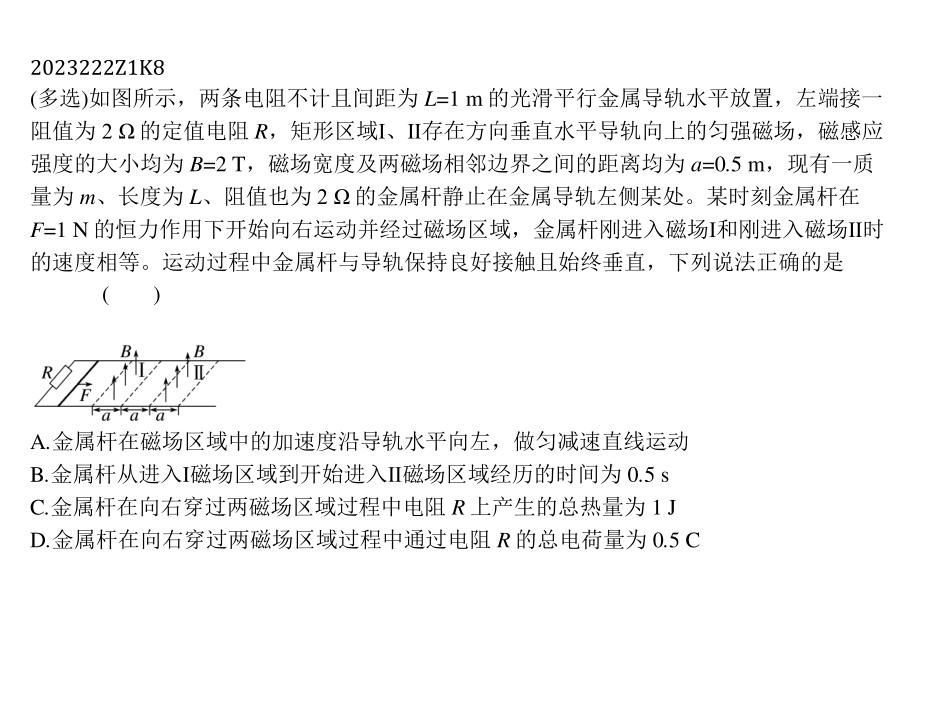 2023222Z1K8
(多选)如图所示，两条电阻不计且间距为 L=1 m 的光滑平行金属导轨水平放置，左端接一
阻值为 2 Ω 的定值电阻 R，矩形区域Ⅰ、Ⅱ存在方向垂直水平导轨向上的匀强磁场，磁感应
强度的大小均为 B=2 T，磁场宽度及两磁场相邻边界之间的距离均为 a=0.5 m，现有一质
量为 m、长度为 L、阻值也为 2 Ω 的金属杆静止在金属导轨左侧某处。某时刻金属杆在
F=1 N 的恒力作用下开始向右运动并经过磁场区域，金属杆刚进入磁场Ⅰ和刚进入磁场Ⅱ时
的速度相等。运动过程中金属杆与导轨保持良好接触且始终垂直，下列说法正确的是
( )
B B
R Ⅰ Ⅱ
F
a a a
A.金属杆在磁场区域中的加速度沿导轨水平向左，做匀减速直线运动
B.金属杆从进入Ⅰ磁场区域到开始进入Ⅱ磁场区域经历的时间为 0.5 s
C.金属杆在向右穿过两磁场区域过程中电阻 R 上产生的总热量为 1 J
D.金属杆在向右穿过两磁场区域过程中通过电阻 R 的总电荷量为 0.5 C